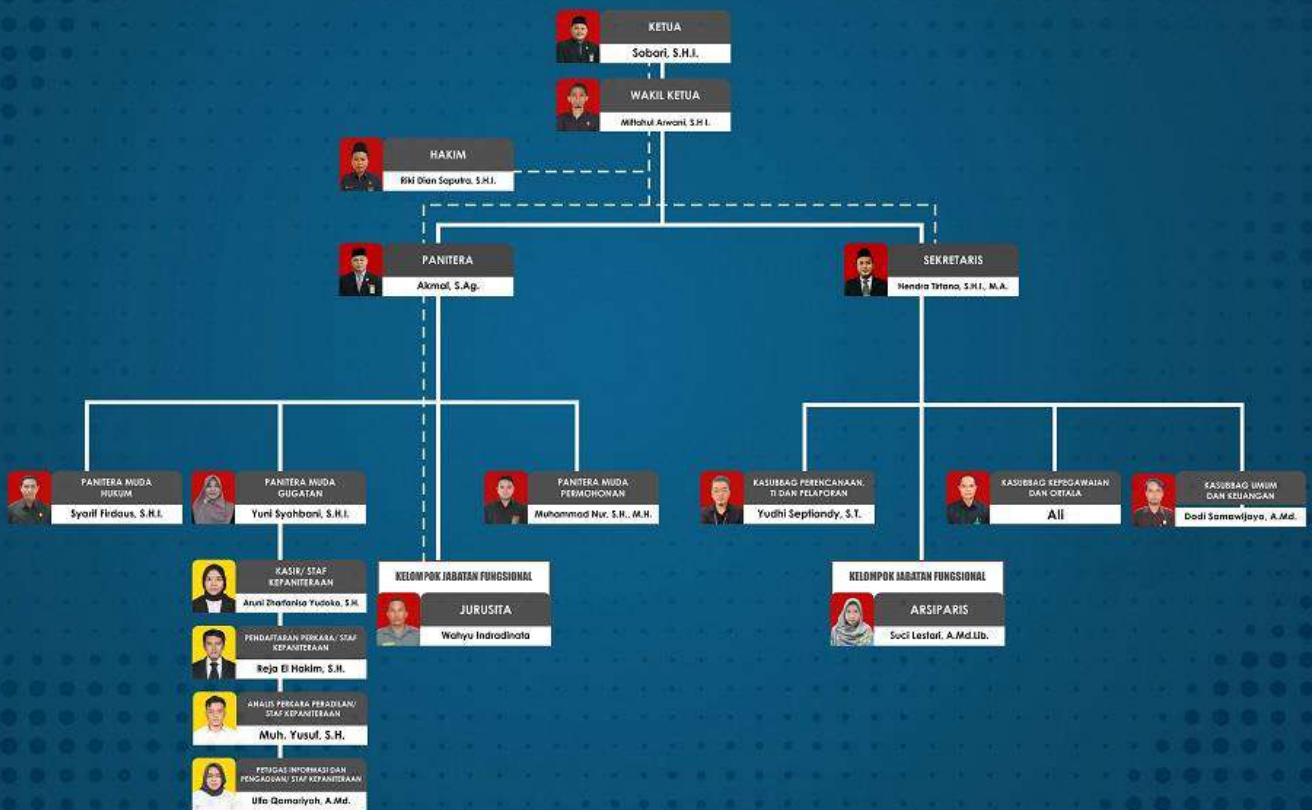 KETUA
Sobari, S.H.I.
WAKIL KETUA
Miftahul Arwani, S.H I.
HAKIM
Riki Dian Saputra, S.H.I.
PANITERA
Akmal, S.Ag.
SEKRETARIS
Hendra Tirtana, S.H.I., M.A.
PANITERA MUDA
HUKUM
Syarif Firdaus, S.H.I.
PANITERA MUDA
GUGATAN
Yuni Syahbani, S.H.I.
PANITERA MUDA
PERMOHONAN
Muhammad Nur, S.H., M.H.
KASUBBAG PERENCANAAN,
TI DAN PELAPORAN
Yudhi Septiandy, S.T.
KASUBBAG KEPEGAWAIAN
DAN ORTALA
Ali
KASUBBAG UMUM
DAN KEUANGAN
Dodi Samawijaya, A.Md.
KASIR/ STAF
KEPANITERAAN
Aruni Zharfanisa Yudoko, S.H.
PENDAFTARAN PERKARA/ STAF
KEPANITERAAN
Reja El Hakim, S.H.
ANALIS PERKARA PERADILAN/
STAF KEPANITERAAN
Muh. Yusuf, S.H.
PETUGAS INFORMASI DAN
PENGADUAN/ STAF KEPANITERAAN
Ulfa Qomariyah, A.Md.
KELOMPOK JABATAN FUNGSIONAL
JURUSITA
Wahyu Indradinata
KELOMPOK JABATAN FUNGSIONAL
ARSIPARIS
Suci Lestari, A.Md.Lib.